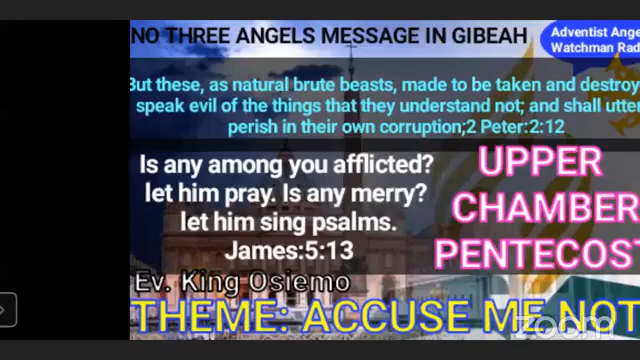 NO THREE ANGELS MESSAGE IN GIBEAH
Adventist Ange
Watchman Rad
But these, as natural brute beasts, made to be taken and destroy
speak evil of the things that they understand not; and shall utter
perish in their own corruption;2 Peter:2:12
Is any among you afflicted?
let him pray. Is any merry?
let him sing psalms.
James:5:13
UPPER
CHAMBER
PENTECOST
Ev. King Osiemo
THEME: ACCUSE ME NOT
zoom